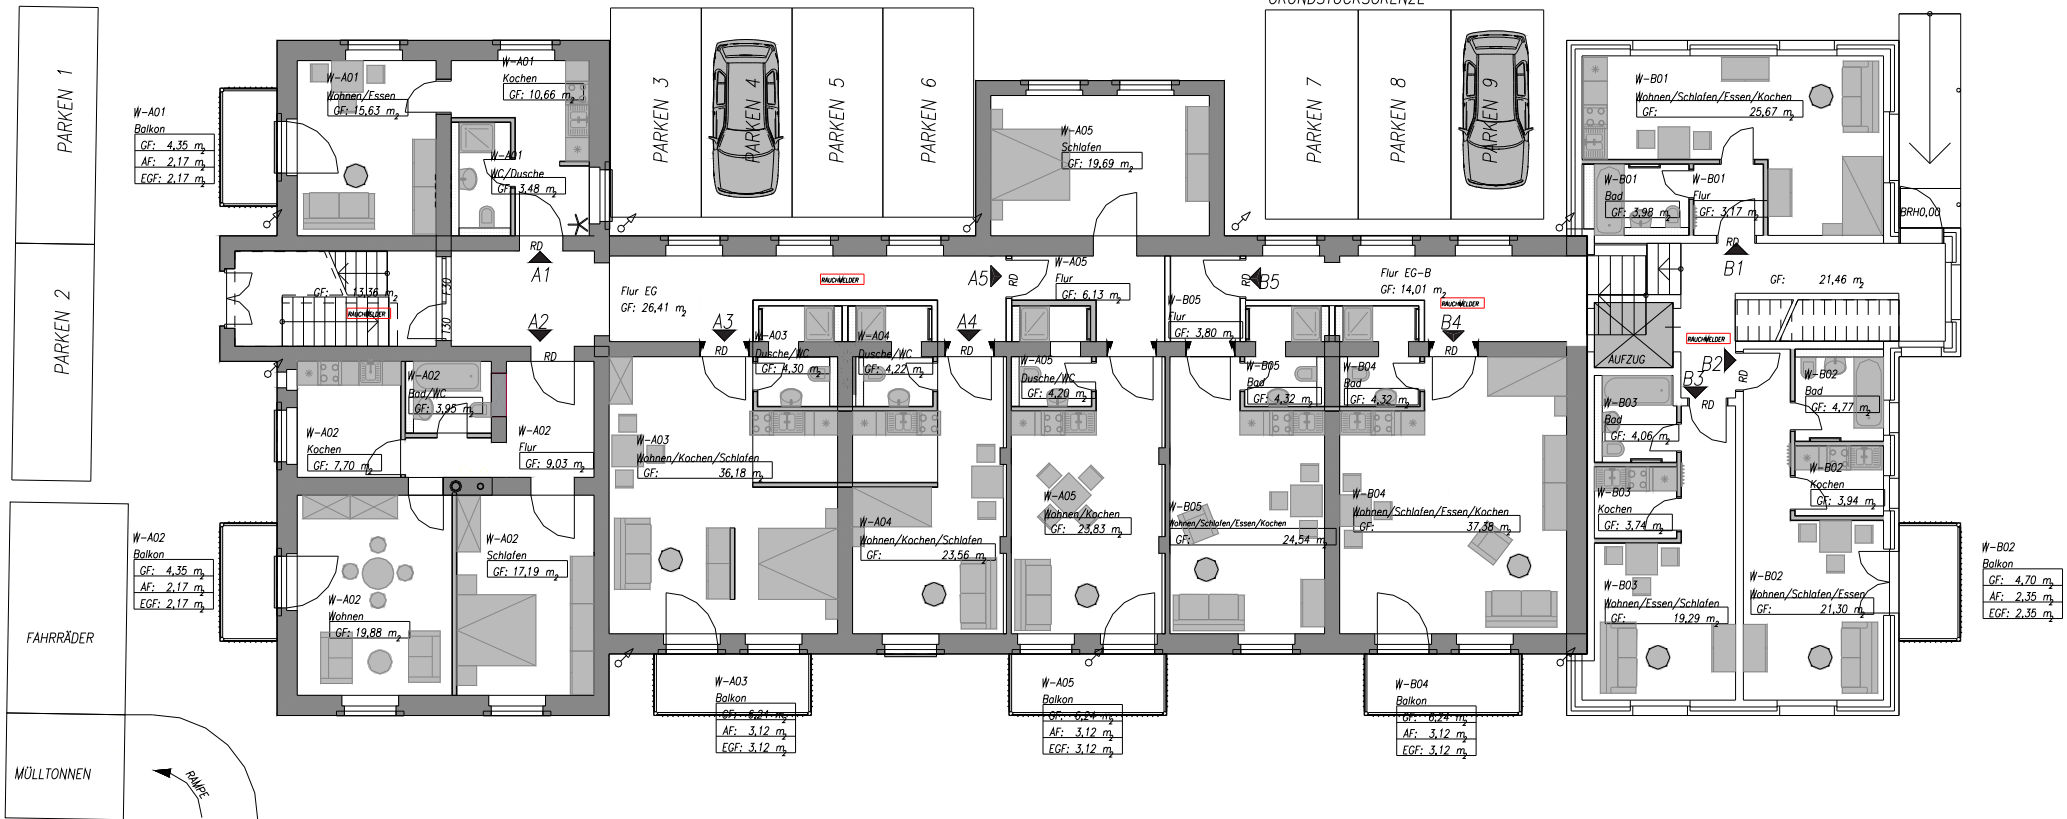 GRUNDSTÜCKSGRENZE
PARKEN 1
PARKEN 2
PARKEN 3
PARKEN 4
PARKEN 5
PARKEN 6
PARKEN 7
PARKEN 8
PARKEN 9
W-A01
Balkon
GF: 4,35 m2
AF: 2,17 m2
EGF: 2,17 m2
W-A01
Wohnen/Essen
GF: 15,63 m2
W-A01
Kochen
GF: 10,66 m2
W-A01
WC/Dusche
GF: 3,48 m2
W-A05
Schlafen
GF: 19,69 m2
W-B01
Wohnen/Schlafen/Essen/Kochen
GF: 25,67 m2
W-B01
Bad
GF: 3,98 m2
W-B01
Flur
GF: 3,17 m2
BRH0,00
GF: 13,36 m2
RAUCHMELDER
130
130
RD
A1
A2
RD
Flur EG
GF: 26,41 m2
RAUCHMELDER
A5
RD
W-A05
Flur
GF: 6,13 m2
W-B05
Flur
GF: 3,80 m2
RD
B5
Flur EG-B
GF: 14,01 m2
RAUCHMELDER
RD
B1
GF: 21,46 m2
RAUCHMELDER
AUFZUG
B2
RD
B3
RD
A3
RD
A4
RD
B4
RD
W-A03
Dusche/WC
GF: 4,30 m2
W-A04
Dusche/WC
GF: 4,22 m2
W-A05
Dusche/WC
GF: 4,20 m2
W-B05
Bad
GF: 4,32 m2
W-B04
Bad
GF: 4,32 m2
W-B03
Bad
GF: 4,06 m2
W-B02
Bad
GF: 4,77 m2
W-A02
Bad/WC
GF: 3,95 m2
W-A02
Kochen
GF: 7,70 m2
W-A02
Flur
GF: 9,03 m2
W-A03
Wohnen/Kochen/Schlafen
GF: 36,18 m2
W-A04
Wohnen/Kochen/Schlafen
GF: 23,56 m2
W-A05
Wohnen/Kochen
GF: 23,83 m2
W-B05
Wohnen/Schlafen/Essen/Kochen
GF: 24,54 m2
W-B04
Wohnen/Schlafen/Essen/Kochen
GF: 37,38 m2
W-B03
Kochen
GF: 3,74 m2
W-B02
Kochen
GF: 3,94 m2
W-B03
Wohnen/Essen/Schlafen
GF: 19,29 m2
W-B02
Wohnen/Schlafen/Essen
GF: 21,30 m2
W-B02
Balkon
GF: 4,70 m2
AF: 2,35 m2
EGF: 2,35 m2
W-A02
Balkon
GF: 4,35 m2
AF: 2,17 m2
EGF: 2,17 m2
W-A02
Wohnen
GF: 19,88 m2
W-A02
Schlafen
GF: 17,19 m2
W-A03
Balkon
GF: 6,24 m2
AF: 3,12 m2
EGF: 3,12 m2
W-A05
Balkon
GF: 6,24 m2
AF: 3,12 m2
EGF: 3,12 m2
W-B04
Balkon
GF: 6,24 m2
AF: 3,12 m2
EGF: 3,12 m2
FAHRRÄDER
MÜLLTONNEN
RAMPE